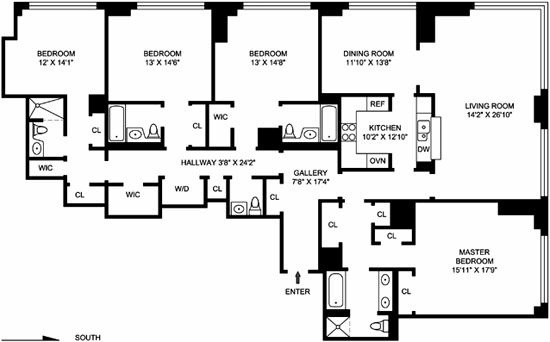 BEDROOM
12' X 14'1"
BEDROOM
13' X 14'6"
BEDROOM
13' X 14'8"
DINING ROOM
11'10" X 13'8"
LIVING ROOM
14'2" X 26'10"
REF
KITCHEN
10'2" X 12'10"
OVN
DW
CL
CL
WIC
WIC
HALLWAY 3'8" X 24'2"
GALLERY
7'8" X 17'4"
CL
WIC
W/D
CL
CL
CL
CL
CL
MASTER
BEDROOM
15'11" X 17'9"
CL
ENTER
SOUTH